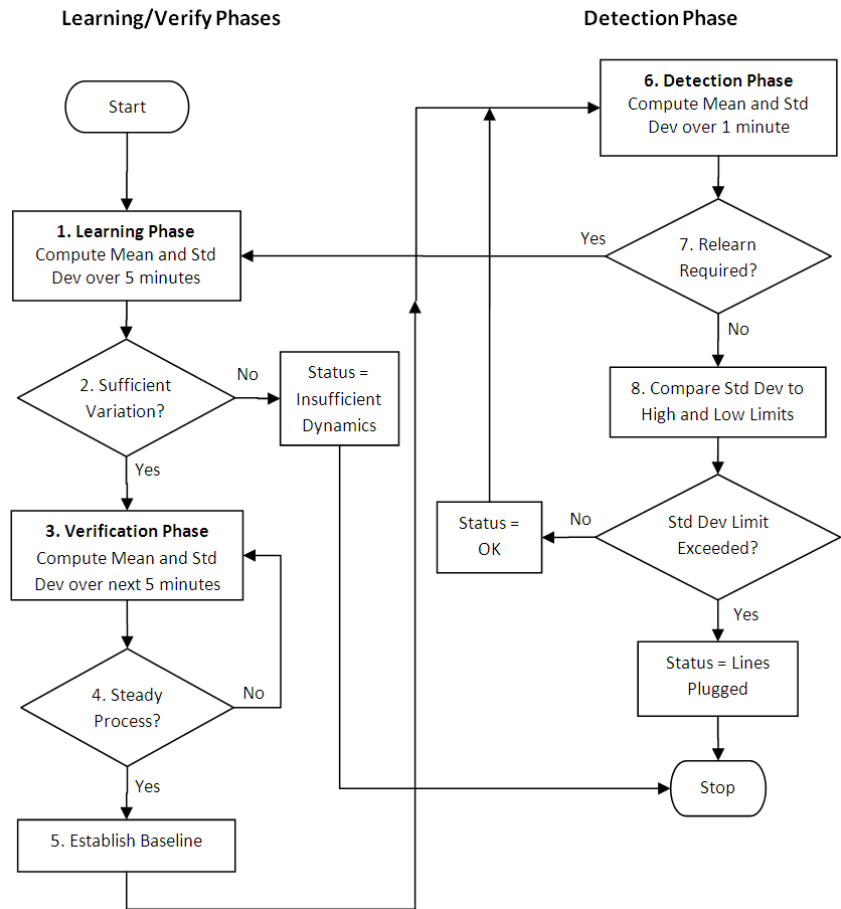 Learning/Verify Phases
Detection Phase
Start
1. Learning Phase
Compute Mean and Std
Dev over 5 minutes
2. Sufficient
Variation?
No
Status =
Insufficient
Dynamics
Yes
3. Verification Phase
Compute Mean and Std
Dev over next 5 minutes
4. Steady
Process?
No
Yes
5. Establish Baseline
6. Detection Phase
Compute Mean and Std
Dev over 1 minute
7. Relearn
Required?
Yes
No
8. Compare Std Dev to
High and Low Limits
Std Dev Limit
Exceeded?
No
Status =
OK
Yes
Status = Lines
Plugged
Stop